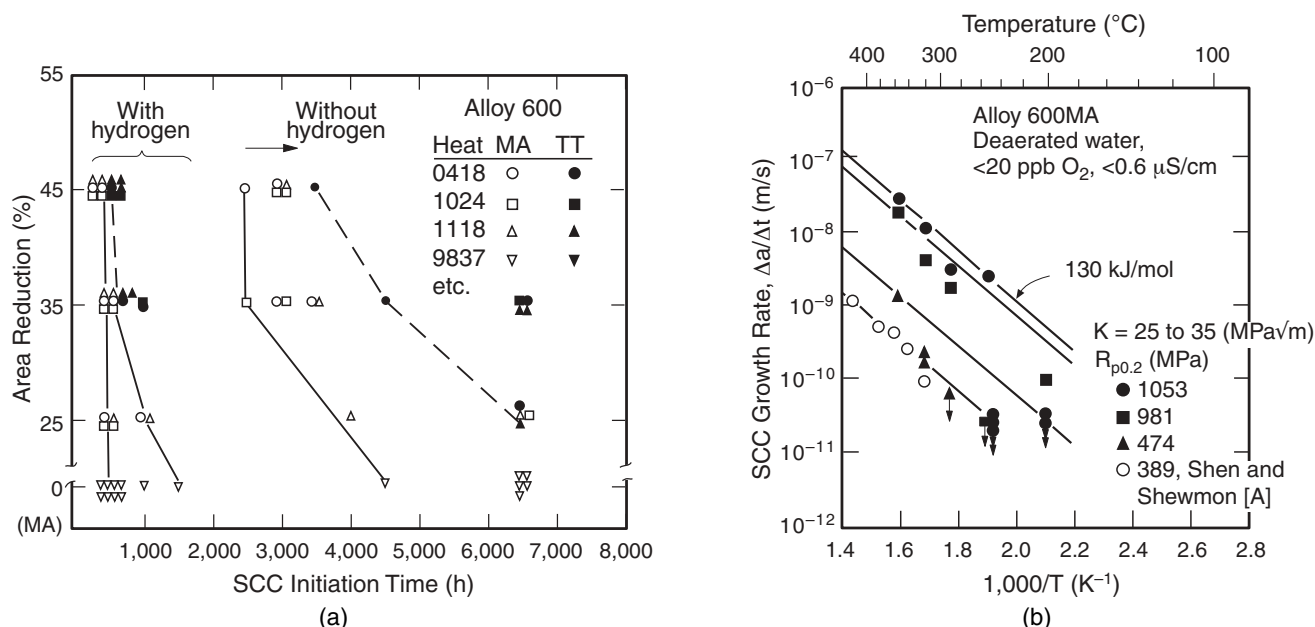 55
45
35
25
0
(MA)
Area Reduction (%)
With
hydrogen
Without
hydrogen
Alloy 600
Heat MA TT
0418
1024
1118
9837
etc.
1,000 2,000 3,000 4,000 5,000 6,000 7,000 8,000
SCC Initiation Time (h)
(a)
Temperature (°C)
400 300 200 100
10⁻⁶
10⁻⁷
10⁻⁸
10⁻⁹
10⁻¹⁰
10⁻¹¹
10⁻¹²
SCC Growth Rate, Δa/Δt (m/s)
Alloy 600MA
Deaerated water,
<20 ppb O₂, <0.6 μS/cm
130 kJ/mol
K = 25 to 35 (MPa√m)
Rp0.2 (MPa)
1053
981
474
389, Shen and
Shewmon [A]
1.4 1.6 1.8 2.0 2.2 2.4 2.6 2.8
1,000/T (K⁻¹)
(b)